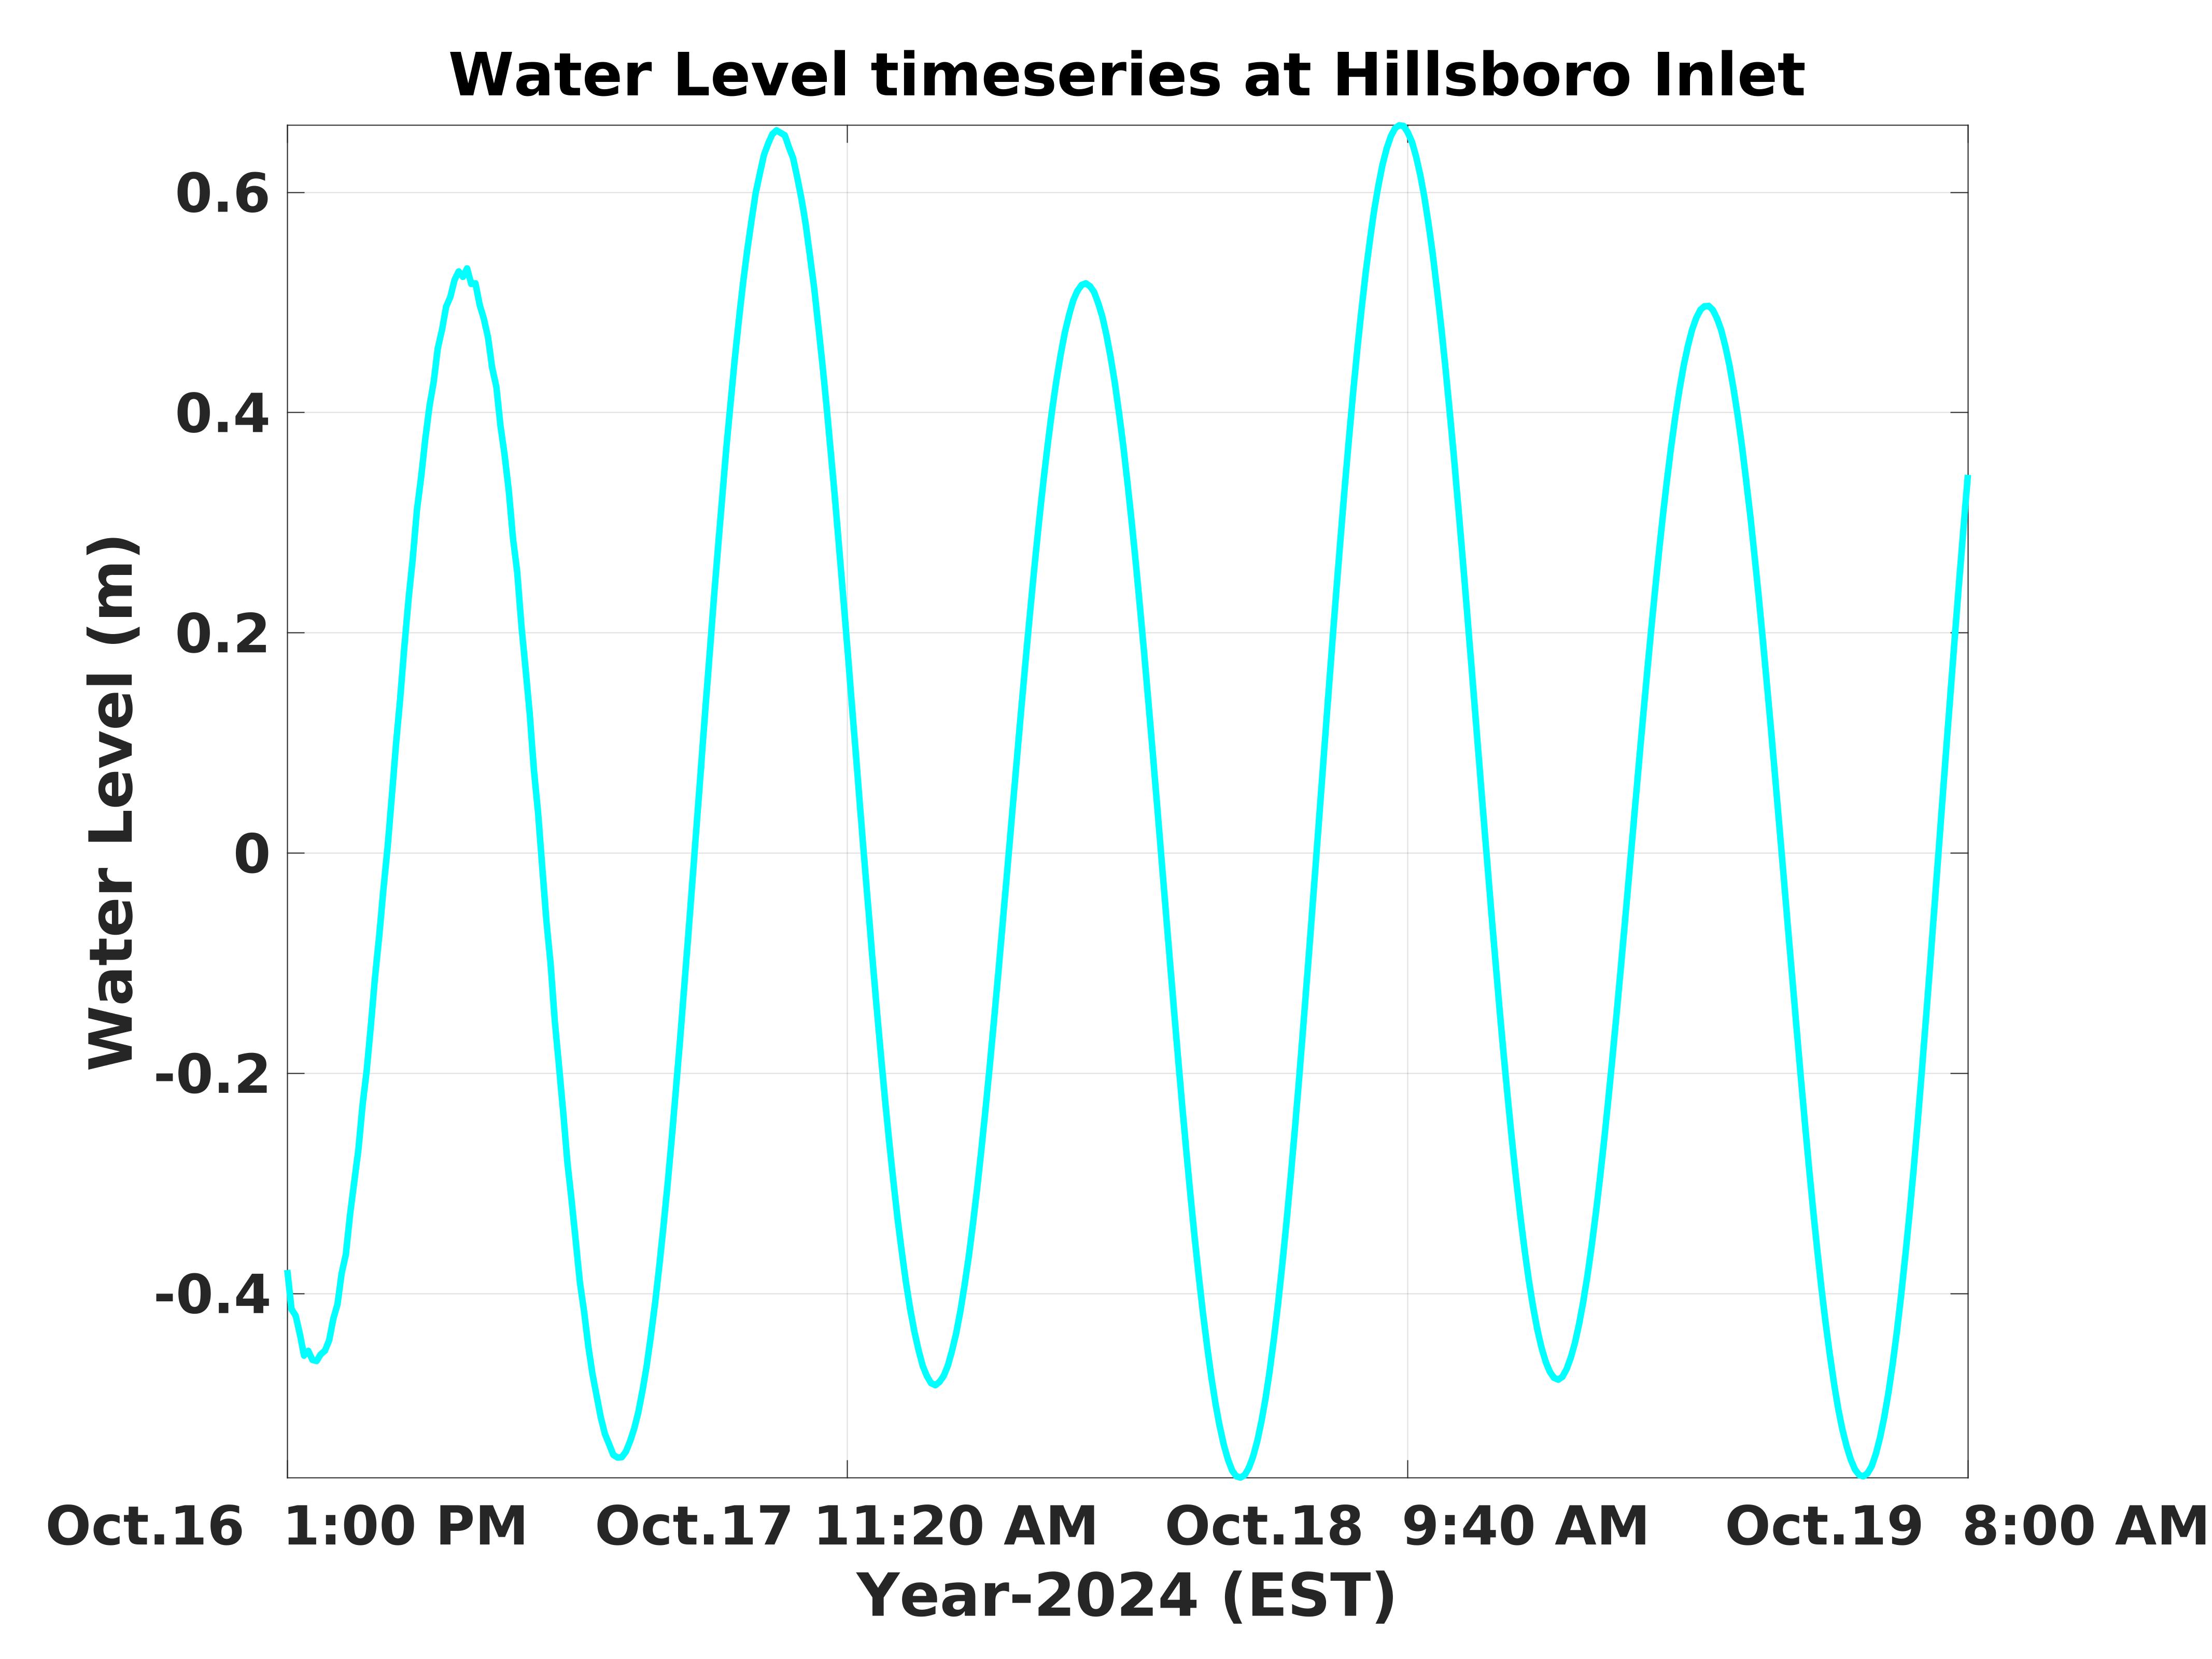 Water Level timeseries at Hillsboro Inlet
0.6
0.4
0.2
0
-0.2
-0.4
Water Level (m)
Oct.16 1:00 PM Oct.17 11:20 AM Oct.18 9:40 AM Oct.19 8:00 AM
Year-2024 (EST)